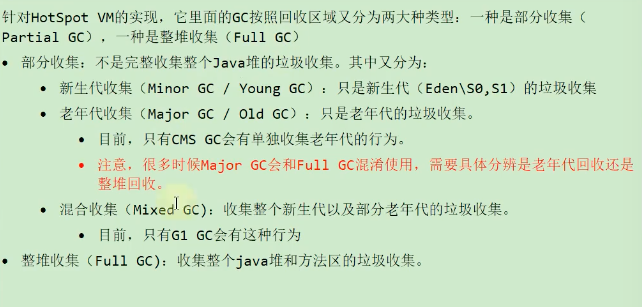 针对HotSpot VM的实现，它里面的GC按照回收区域又分为两大种类型：一种是部分收集（
Partial GC），一种是整堆收集（Full GC）
• 部分收集：不是完整收集整个Java堆的垃圾收集。其中又分为：
• 新生代收集（Minor GC / Young GC）：只是新生代（Eden\S0,S1）的垃圾收集
• 老年代收集（Major GC / Old GC）：只是老年代的垃圾收集。
• 目前，只有CMS GC会有单独收集老年代的行为。
• 注意，很多时候Major GC会和Full GC混淆使用，需要具体分辨是老年代回收还是
整堆回收。
• 混合收集（Mixed GC）：收集整个新生代以及部分老年代的垃圾收集。
• 目前，只有G1 GC会有这种行为
• 整堆收集（Full GC）：收集整个java堆和方法区的垃圾收集。